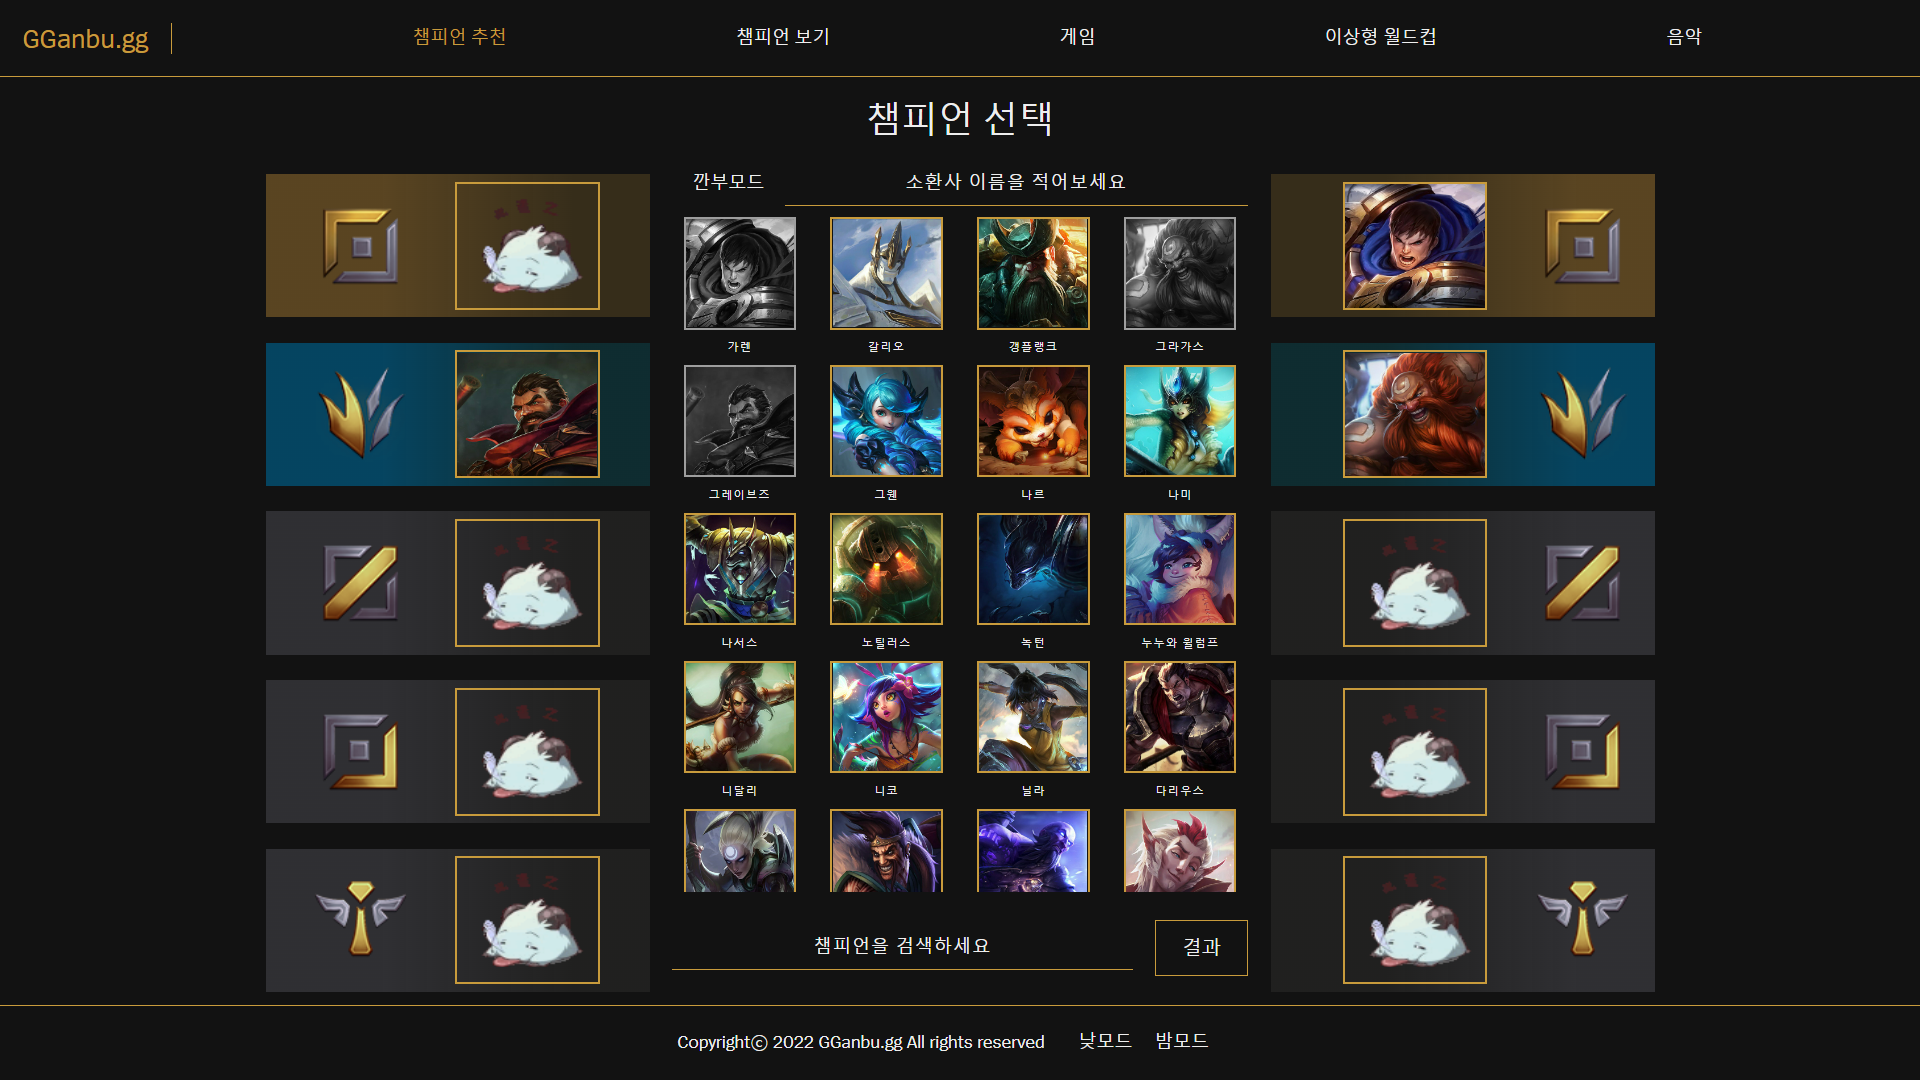 GGanbu.gg
챔피언 추천
챔피언 보기
게임
이상형 월드컵
음악
챔피언 선택
깐부모드
소환사 이름을 적어보세요
가렌
갈리오
갱플랭크
그라가스
그레이브즈
그웬
나르
나미
나서스
노틸러스
녹턴
누누와 윌럼프
니달리
니코
닐라
다리우스
챔피언을 검색하세요
결과
Copyrightⓒ 2022 GGanbu.gg All rights reserved
낮모드
밤모드